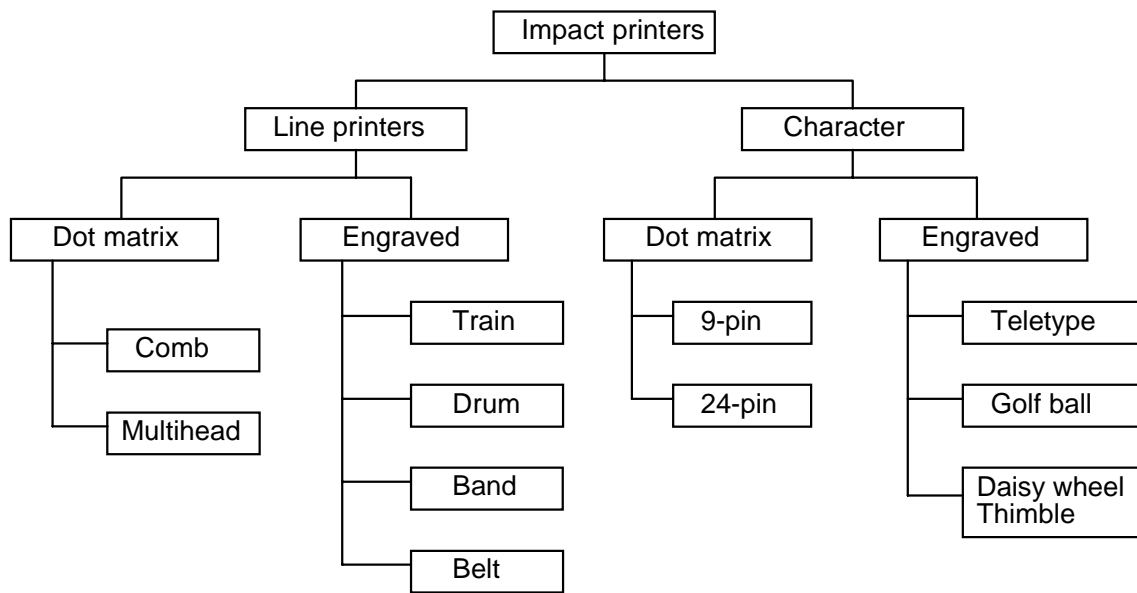 Impact printers
Line printers
Character
Dot matrix
Engraved
Dot matrix
Engraved
Train
9-pin
Teletype
Comb
Drum
24-pin
Golf ball
Multihead
Band
Daisy wheel
Thimble
Belt